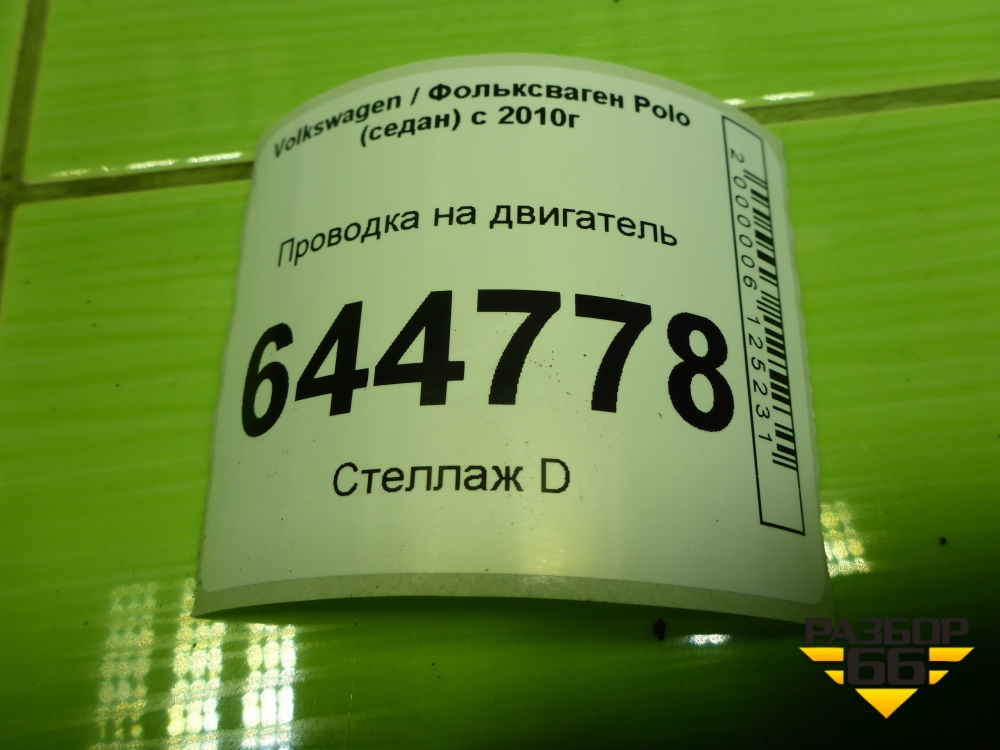 Volkswagen / Фольксваген Polo
(седан) с 2010г
Проводка на двигатель
644778
Стеллаж D
2000006125231
РАЗБОР
66